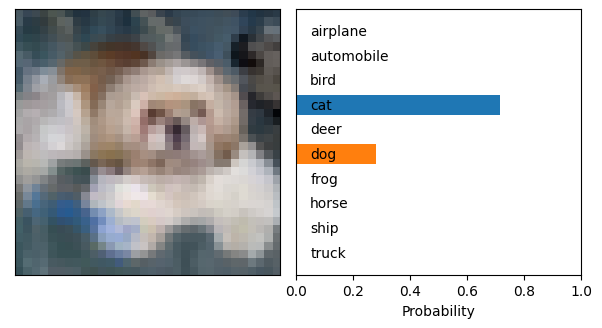 airplane
automobile
bird
cat
deer
dog
frog
horse
ship
truck
0.0 0.2 0.4 0.6 0.8 1.0
Probability